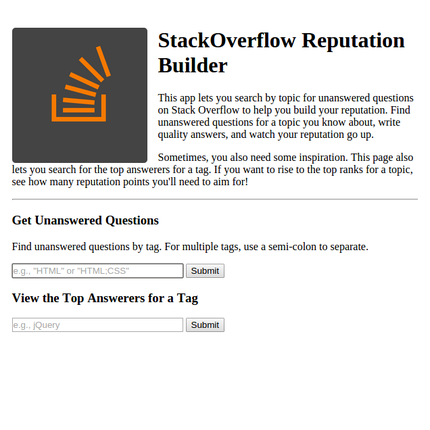 StackOverflow Reputation
Builder
This app lets you search by topic for unanswered questions
on Stack Overflow to help you build your reputation. Find
unanswered questions for a topic you know about, write
quality answers, and watch your reputation go up.
Sometimes, you also need some inspiration. This page also
lets you search for the top answerers for a tag. If you want to rise to the top ranks for a topic,
see how many reputation points you'll need to aim for!
Get Unanswered Questions
Find unanswered questions by tag. For multiple tags, use a semi-colon to separate.
e.g., "HTML" or "HTML;CSS" Submit
View the Top Answerers for a Tag
e.g., jQuery Submit